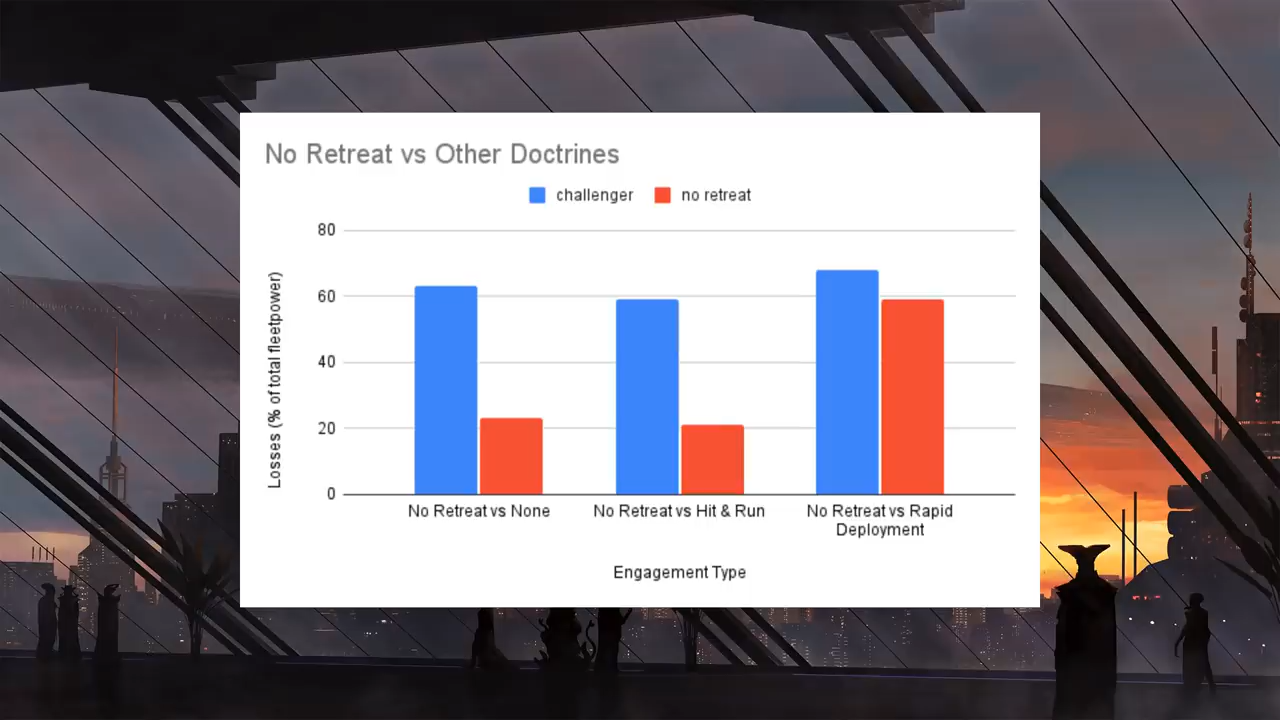 No Retreat vs Other Doctrines
challenger no retreat
80
60
40
20
0
Losses (% of total fleetpower)
No Retreat vs None
No Retreat vs Hit & Run
No Retreat vs Rapid
Deployment
Engagement Type